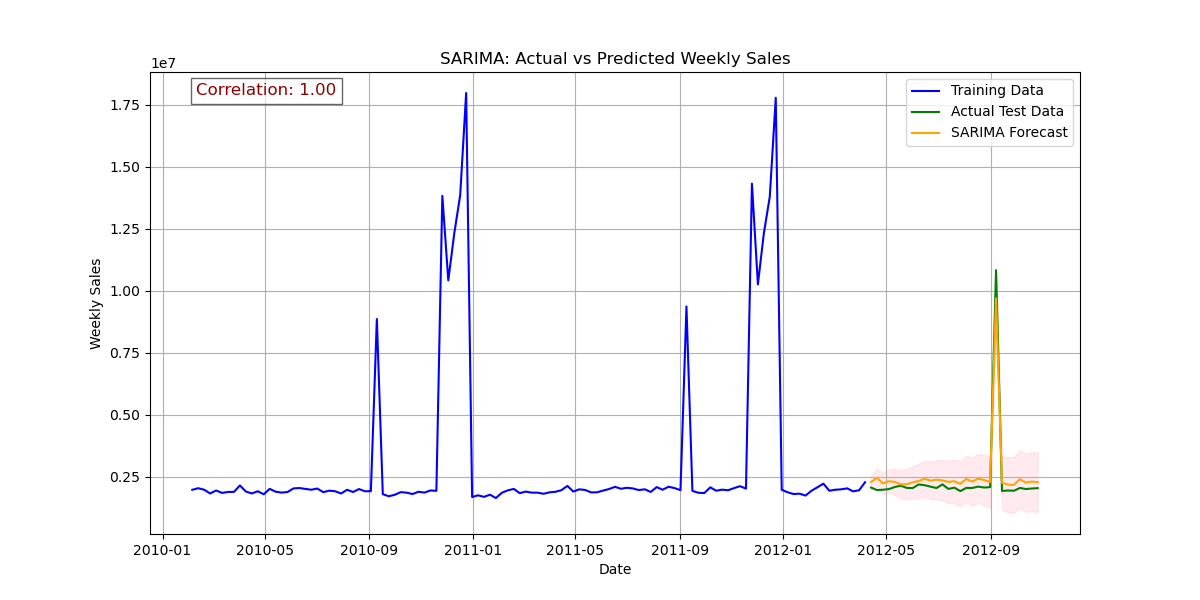 SARIMA: Actual vs Predicted Weekly Sales
1e7
Correlation: 1.00
Training Data
Actual Test Data
SARIMA Forecast
1.75
1.50
1.25
1.00
0.75
0.50
0.25
Weekly Sales
2010-01
2010-05
2010-09
2011-01
2011-05
2011-09
2012-01
2012-05
2012-09
Date